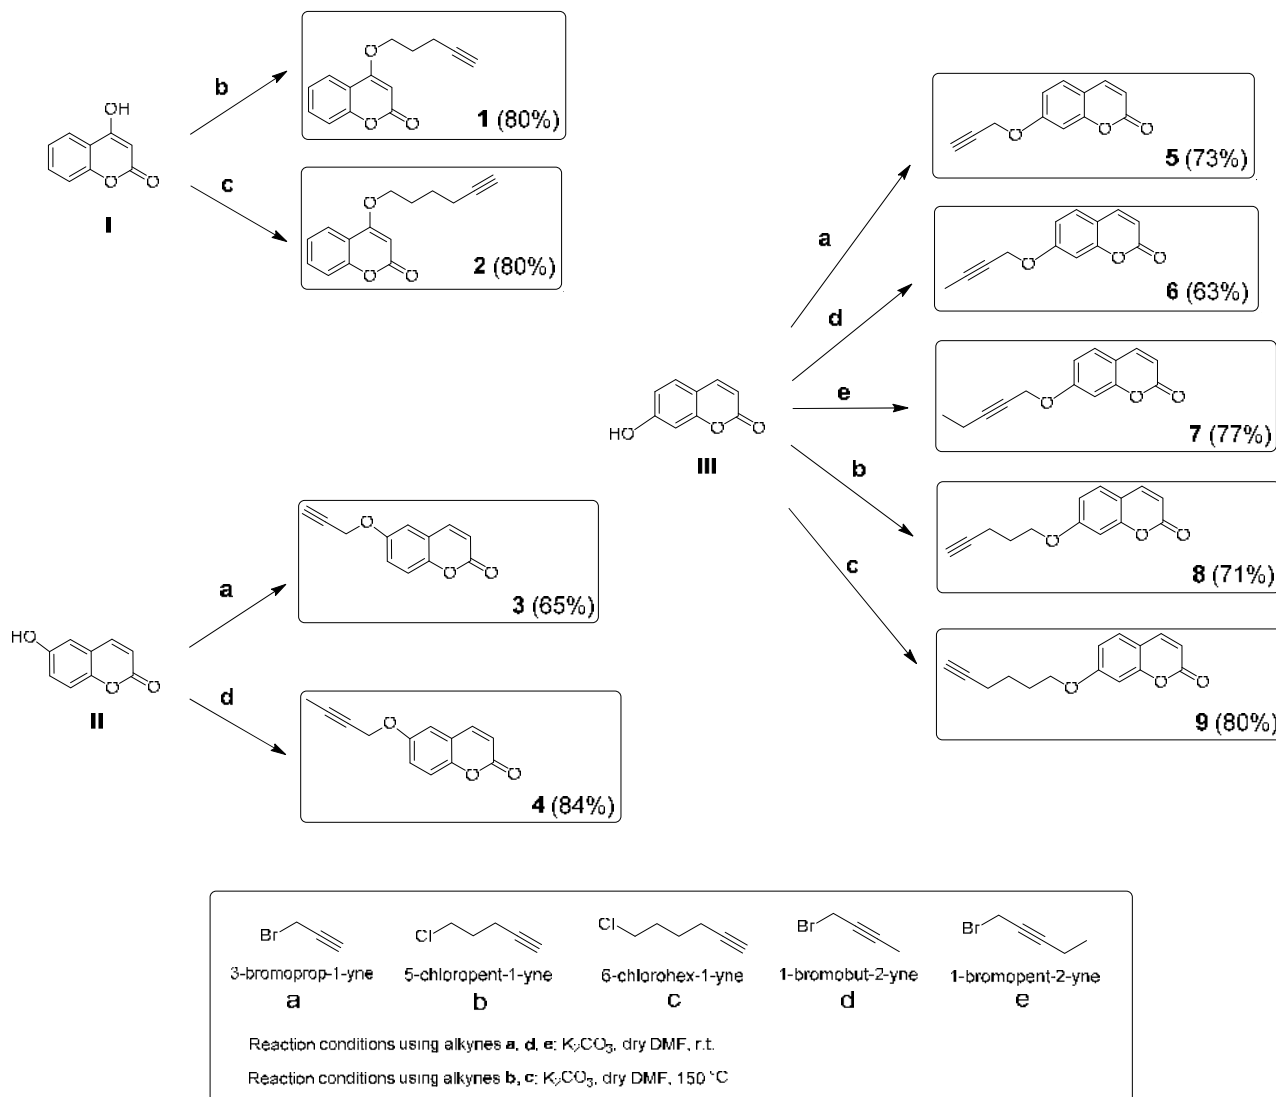 b
c
OH
O
O
I
O
O
O
1 (80%)
O
O
O
2 (80%)
HO
O
O
II
a
d
O
O
O
3 (65%)
O
O
O
4 (84%)
HO
O
O
III
a
d
e
b
c
O
O
O
5 (73%)
O
O
O
6 (63%)
O
O
O
7 (77%)
O
O
O
8 (71%)
O
O
O
9 (80%)
Br
Cl
Cl
Br
Br
3-bromoprop-1-yne
5-chloropent-1-yne
6-chlorohex-1-yne
1-bromobut-2-yne
1-bromopent-2-yne
a
b
c
d
e
Reaction conditions using alkynes a, d, e: K₂CO₃, dry DMF, r.t.
Reaction conditions using alkynes b, c: K₂CO₃, dry DMF, 150 °C